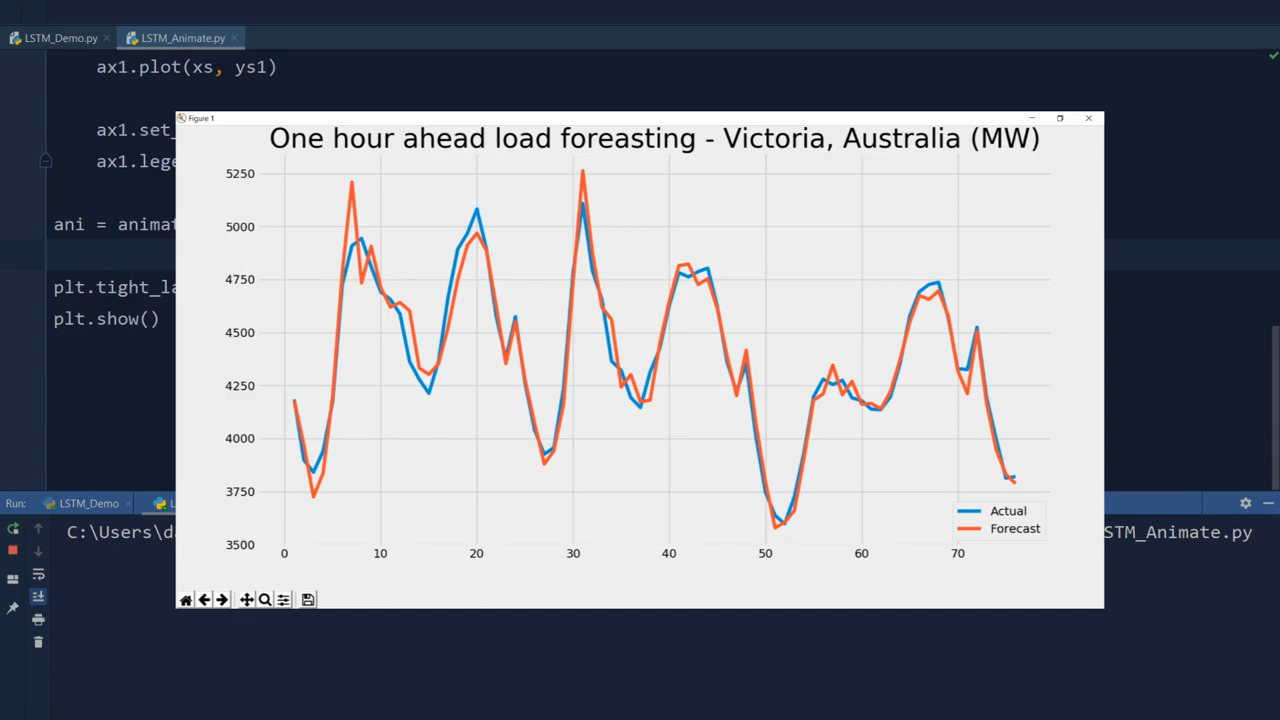 LSTM_Demo.py
LSTM_Animate.py
ax1.plot(xs, ys1)
ax1.set_
ax1.lege
ani = animat
plt.tight_la
plt.show()
Figure 1
One hour ahead load foreasting - Victoria, Australia (MW)
5250
5000
4750
4500
4250
4000
3750
3500
0 10 20 30 40 50 60 70
Actual
Forecast
Run: LSTM_Demo L
C:\Users\da
STM_Animate.py